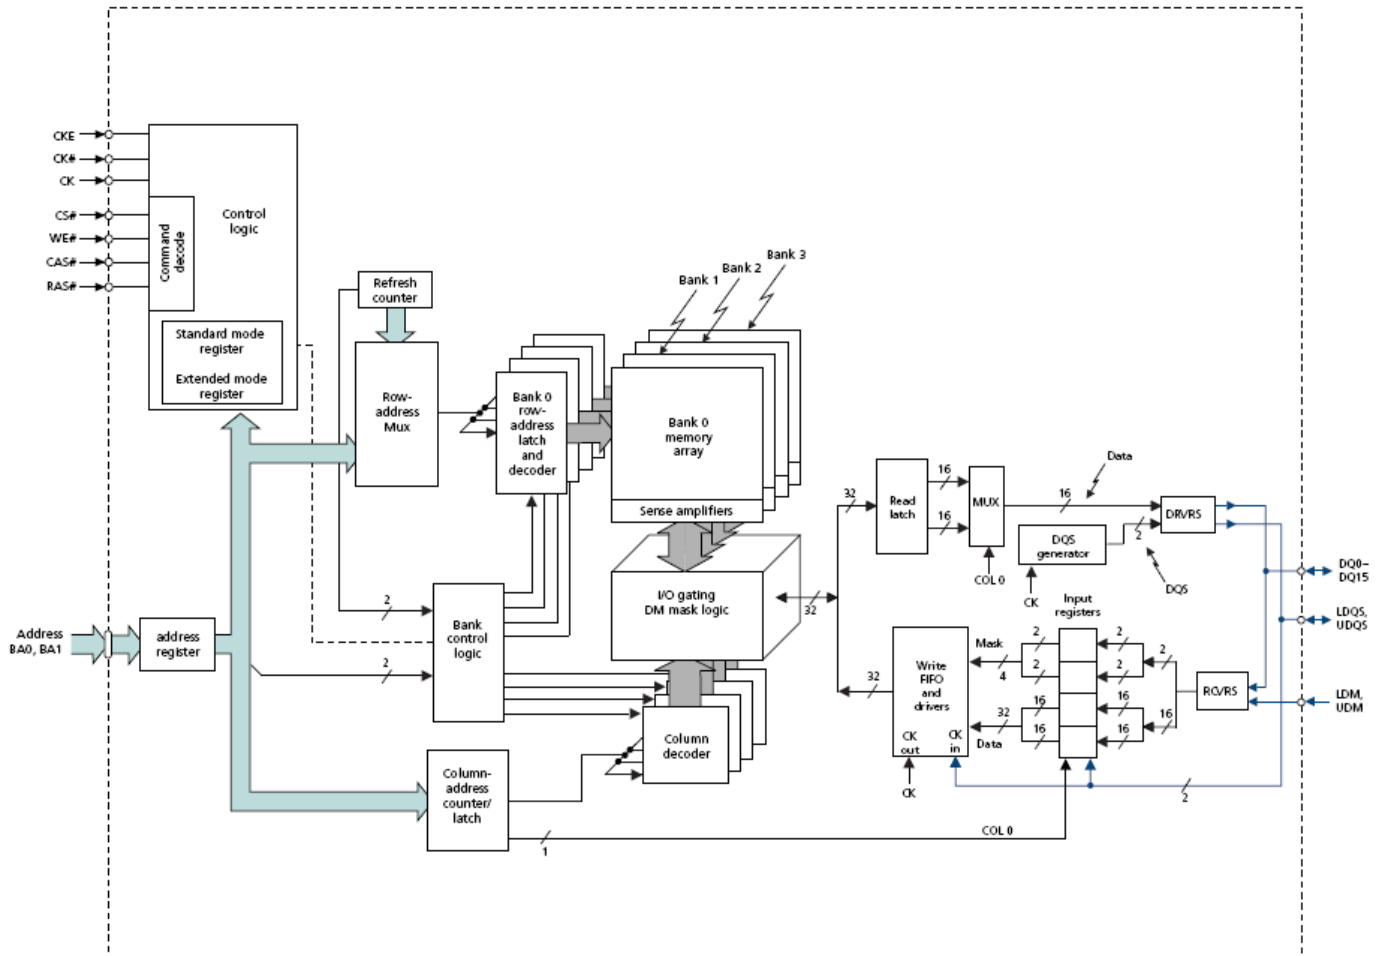 CKE
CK#
CK
CS#
WE#
CAS#
RAS#
Command
decode
Control
logic
Standard mode
register
Extended mode
register
Refresh
counter
Row-
address
Mux
Bank 0
row-
address
latch
and
decoder
Bank 1
Bank 2
Bank 3
Bank 0
memory
array
Sense amplifiers
I/O gating
DM mask logic
32
32
Read
latch
16
16
MUX
COL 0
16
Data
DQS
generator
CK
2
DQS
DRVRS
DQ0–
DQ15
LDQS,
UDQS
LDM,
UDM
Address
BA0, BA1
address
register
2
2
Bank
control
logic
Column
decoder
Column-
address
counter/
latch
1
COL 0
32
Write
FIFO
and
drivers
CK
out
CK
in
CK
Mask
4
32
Data
2
2
16
16
Input
registers
2
2
16
16
2
16
RCVRS
2